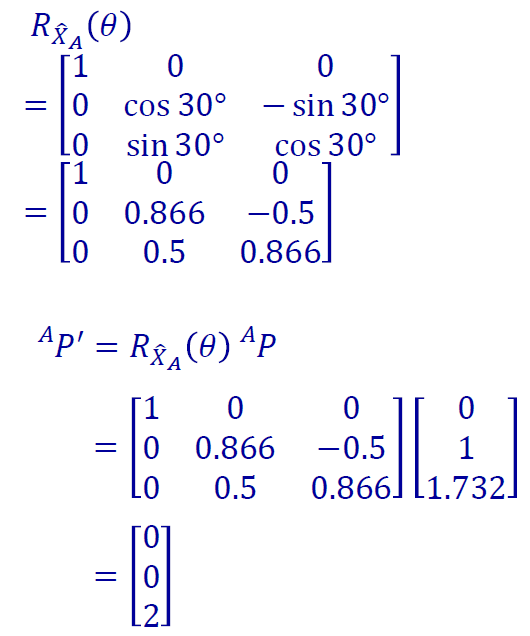 R_{X̂_A}(θ)
= [1 0 0
0 cos 30° − sin 30°
0 sin 30° cos 30°]
= [1 0 0
0 0.866 −0.5
0 0.5 0.866]
ᴬP′ = R_{X̂_A}(θ) ᴬP
= [1 0 0
0 0.866 −0.5
0 0.5 0.866] [0
1
1.732]
= [0
0
2]